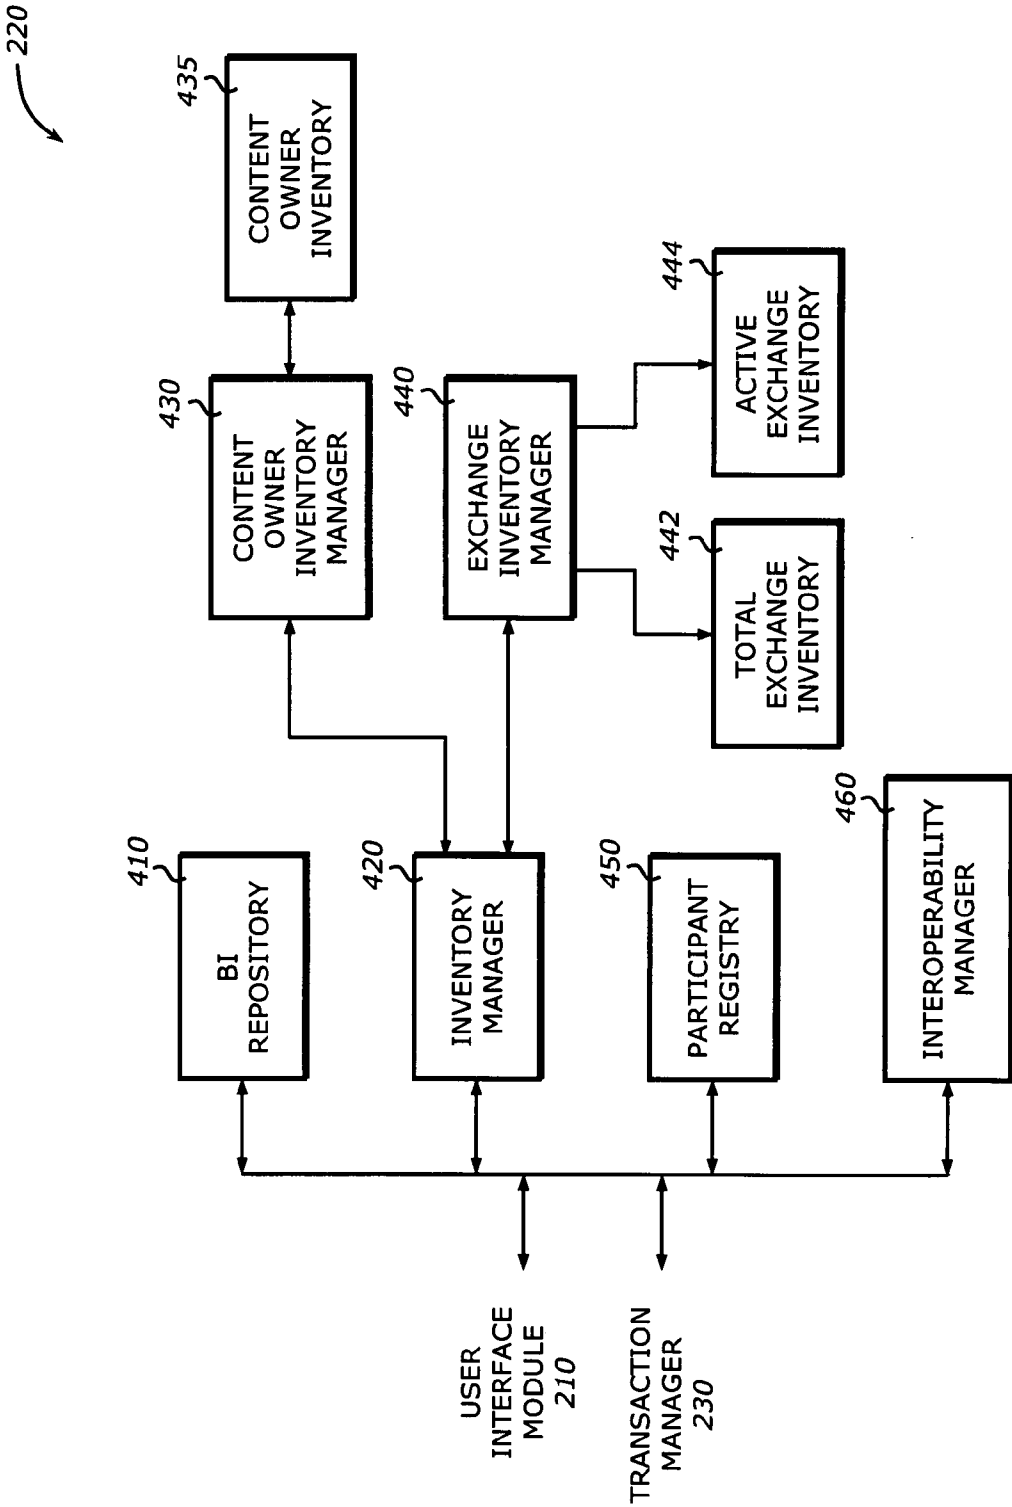 220
410
BI
REPOSITORY
420
INVENTORY
MANAGER
430
CONTENT
OWNER
INVENTORY
MANAGER
435
CONTENT
OWNER
INVENTORY
440
EXCHANGE
INVENTORY
MANAGER
442
TOTAL
EXCHANGE
INVENTORY
444
ACTIVE
EXCHANGE
INVENTORY
450
PARTICIPANT
REGISTRY
460
INTEROPERABILITY
MANAGER
USER
INTERFACE
MODULE
210
TRANSACTION
MANAGER
230